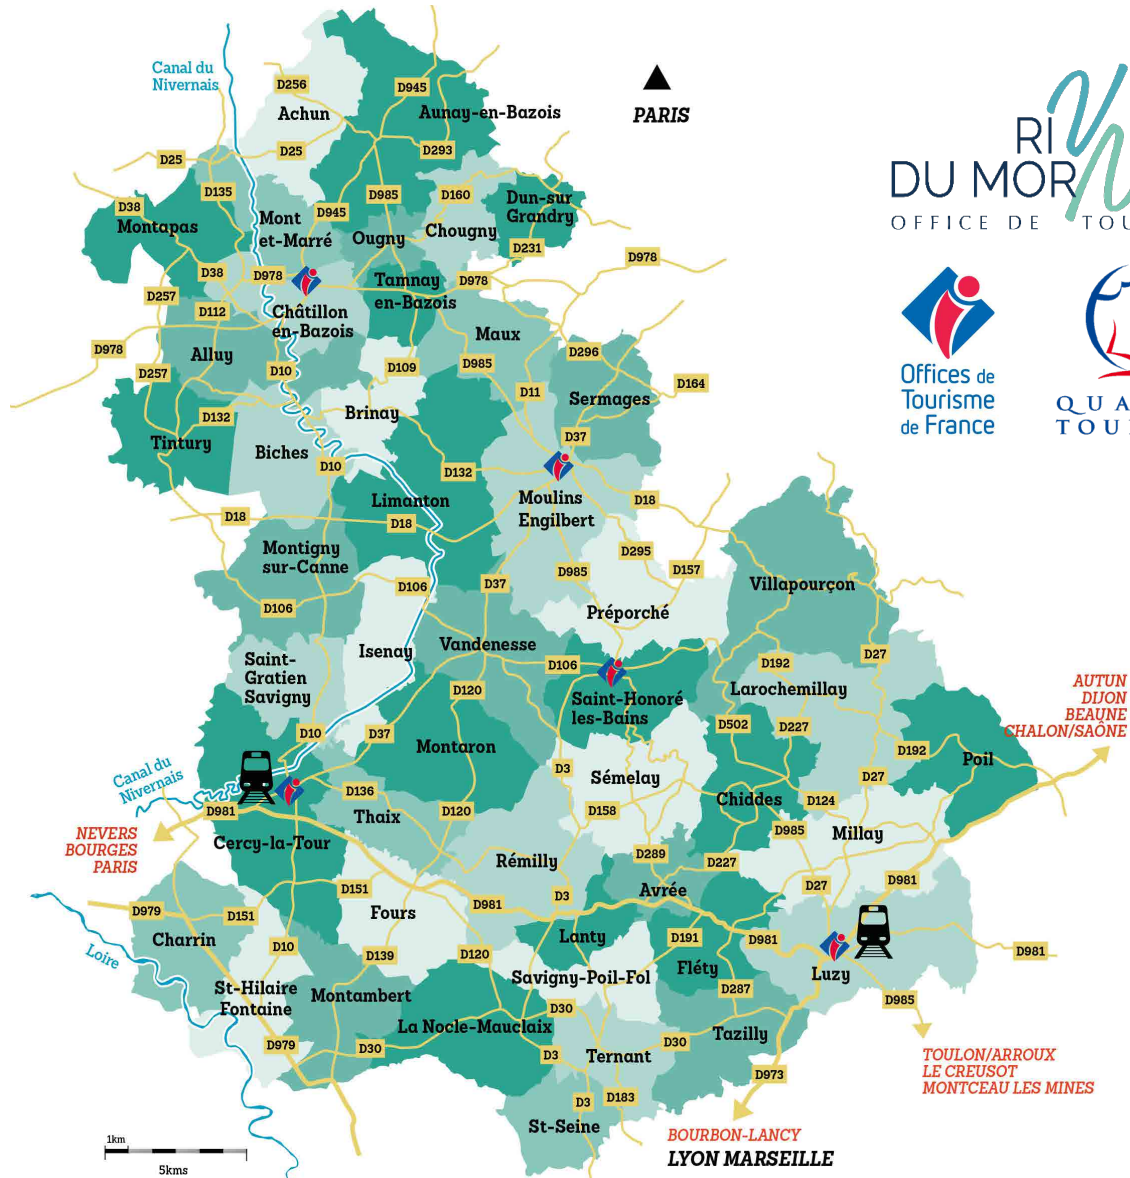 Canal du
Nivernais
D256
D945
Achun
Aunay-en-Bazois
PARIS
D25
D25
D293
RI
DU MOR
OFFICE DE TOU
D135
D985
D160
Dun-sur
Grandry
D38
Montapas
Mont
et-Marré
D945
Ougny
Chougny
D231
D978
D38
D978
Tamnay
en-Bazois
D978
D257
D112
Châtillon
en-Bazois
Maux
D978
Alluy
D296
D257
D10
D109
D985
D11
D164
Sermages
Offices de
Tourisme
de France
QUA
TOU
D132
Brinay
Tintury
Biches
D37
D10
D132
Limanton
Moulins
Engilbert
D18
D18
D18
Montigny
sur-Canne
D295
D985
D157
D106
D106
D37
Villapourçon
Préporché
Isenay
Vandenesse
D27
Saint-
Gratien
Savigny
D106
D192
Larochemillay
D120
Saint-Honoré
les-Bains
AUTUN
DIJON
BEAUNE
CHALON/SAÔNE
D10
D37
Montaron
D502
D227
D192
Poil
Canal du
Nivernais
D3
Sémelay
D27
D136
D981
Thaix
D120
D158
Chiddes
D124
NEVERS
BOURGES
PARIS
Cercy-la-Tour
D985
Millay
Rémilly
D289
D227
D151
D981
D3
Avrée
D27
D981
D979
D151
Fours
Charrin
Lanty
D191
D981
D981
Loire
D10
D139
D120
Savigny-Poil-Fol
Fléty
Luzy
St-Hilaire
Fontaine
Montambert
D287
D985
La Nocle-Mauclaix
D30
Tazilly
D979
D30
D3
Ternant
D30
TOULON/ARROUX
LE CREUSOT
MONTCEAU LES MINES
D973
D3
D183
St-Seine
BOURBON-LANCY
LYON MARSEILLE
1km
5kms